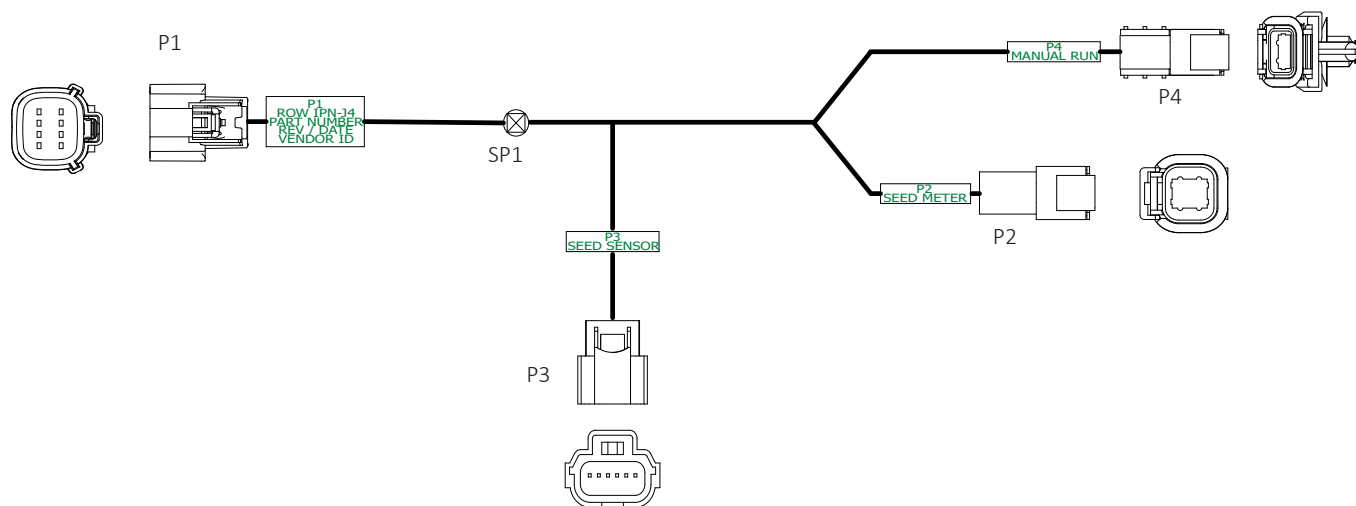 P1
P1
ROW IPN-J4
PART NUMBER
REV / DATE
VENDOR ID
SP1
P4
MANUAL RUN
P4
P2
SEED METER
P2
P3
SEED SENSOR
P3